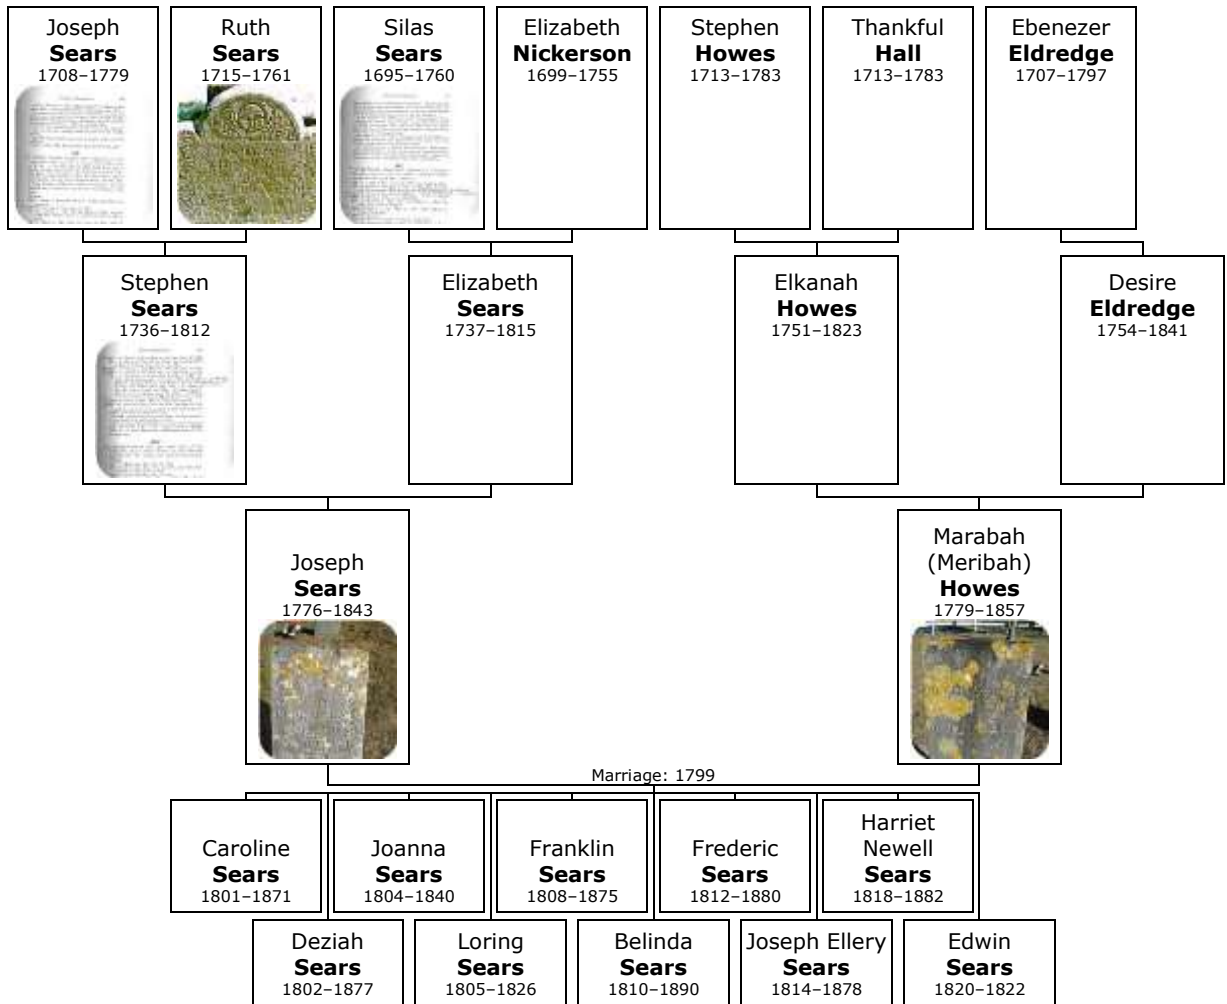 Joseph
Sears
1708–1779
Ruth
Sears
1715–1761
Silas
Sears
1695–1760
Elizabeth
Nickerson
1699–1755
Stephen
Howes
1713–1783
Thankful
Hall
1713–1783
Ebenezer
Eldredge
1707–1797
Stephen
Sears
1736–1812
Elizabeth
Sears
1737–1815
Elkanah
Howes
1751–1823
Desire
Eldredge
1754–1841
Joseph
Sears
1776–1843
Marabah
(Meribah)
Howes
1779–1857
Marriage: 1799
Caroline
Sears
1801–1871
Joanna
Sears
1804–1840
Franklin
Sears
1808–1875
Frederic
Sears
1812–1880
Harriet
Newell
Sears
1818–1882
Deziah
Sears
1802–1877
Loring
Sears
1805–1826
Belinda
Sears
1810–1890
Joseph Ellery
Sears
1814–1878
Edwin
Sears
1820–1822